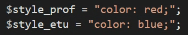 $style_prof = "color: red;";
$style_etu = "color: blue;";